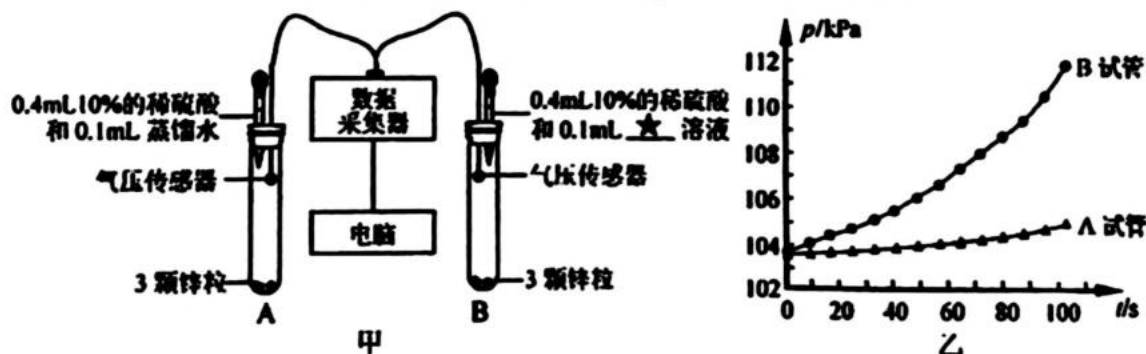 0.4mL10%的稀硫酸
和 0.1mL 蒸馏水
气压传感器
3 颗锌粒
A
数据
采集器
电脑
甲
0.4mL10%的稀硫酸
和 0.1mL ★ 溶液
气压传感器
3 颗锌粒
B
p/kPa
112
110
108
106
104
102
0 20 40 60 80 100
t/s
B 试管
A 试管
乙